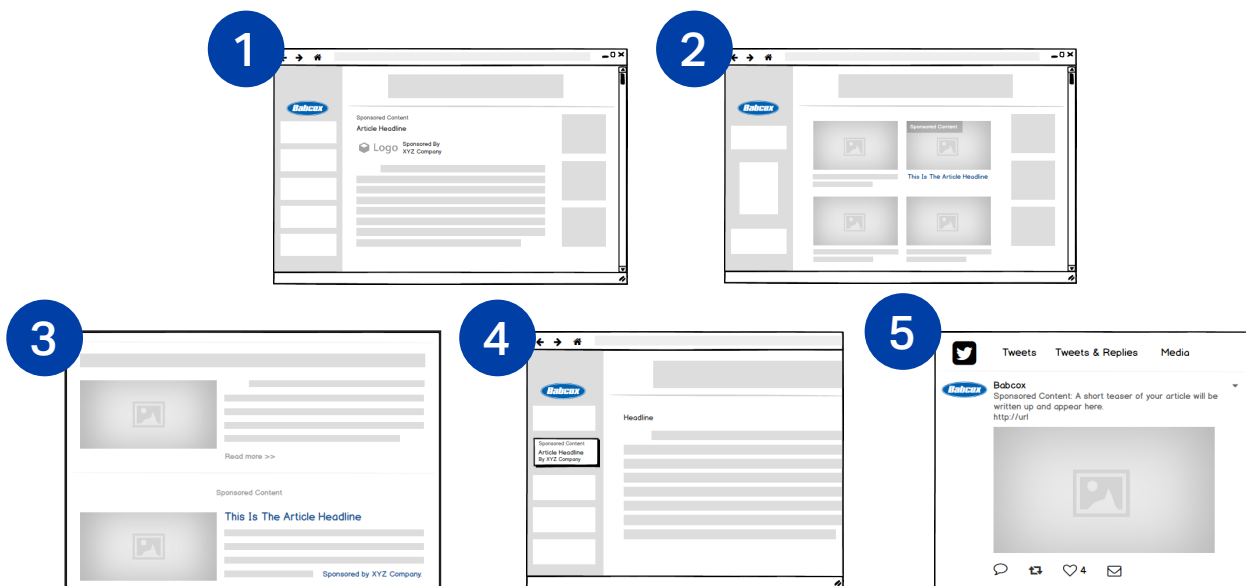 1
Babcox
Sponsored Content
Article Headline
Logo
Sponsored By
XYZ Company
2
Babcox
Sponsored Content
This Is The Article Headline
3
Read more >>
Sponsored Content
This Is The Article Headline
Sponsored by XYZ Company
4
Babcox
Sponsored Content
Article Headline
By XYZ Company
Headline
5
Tweets Tweets & Replies Media
Babcox
Babcox
Sponsored Content: A short teaser of your article will be
written up and appear here.
http://url
4